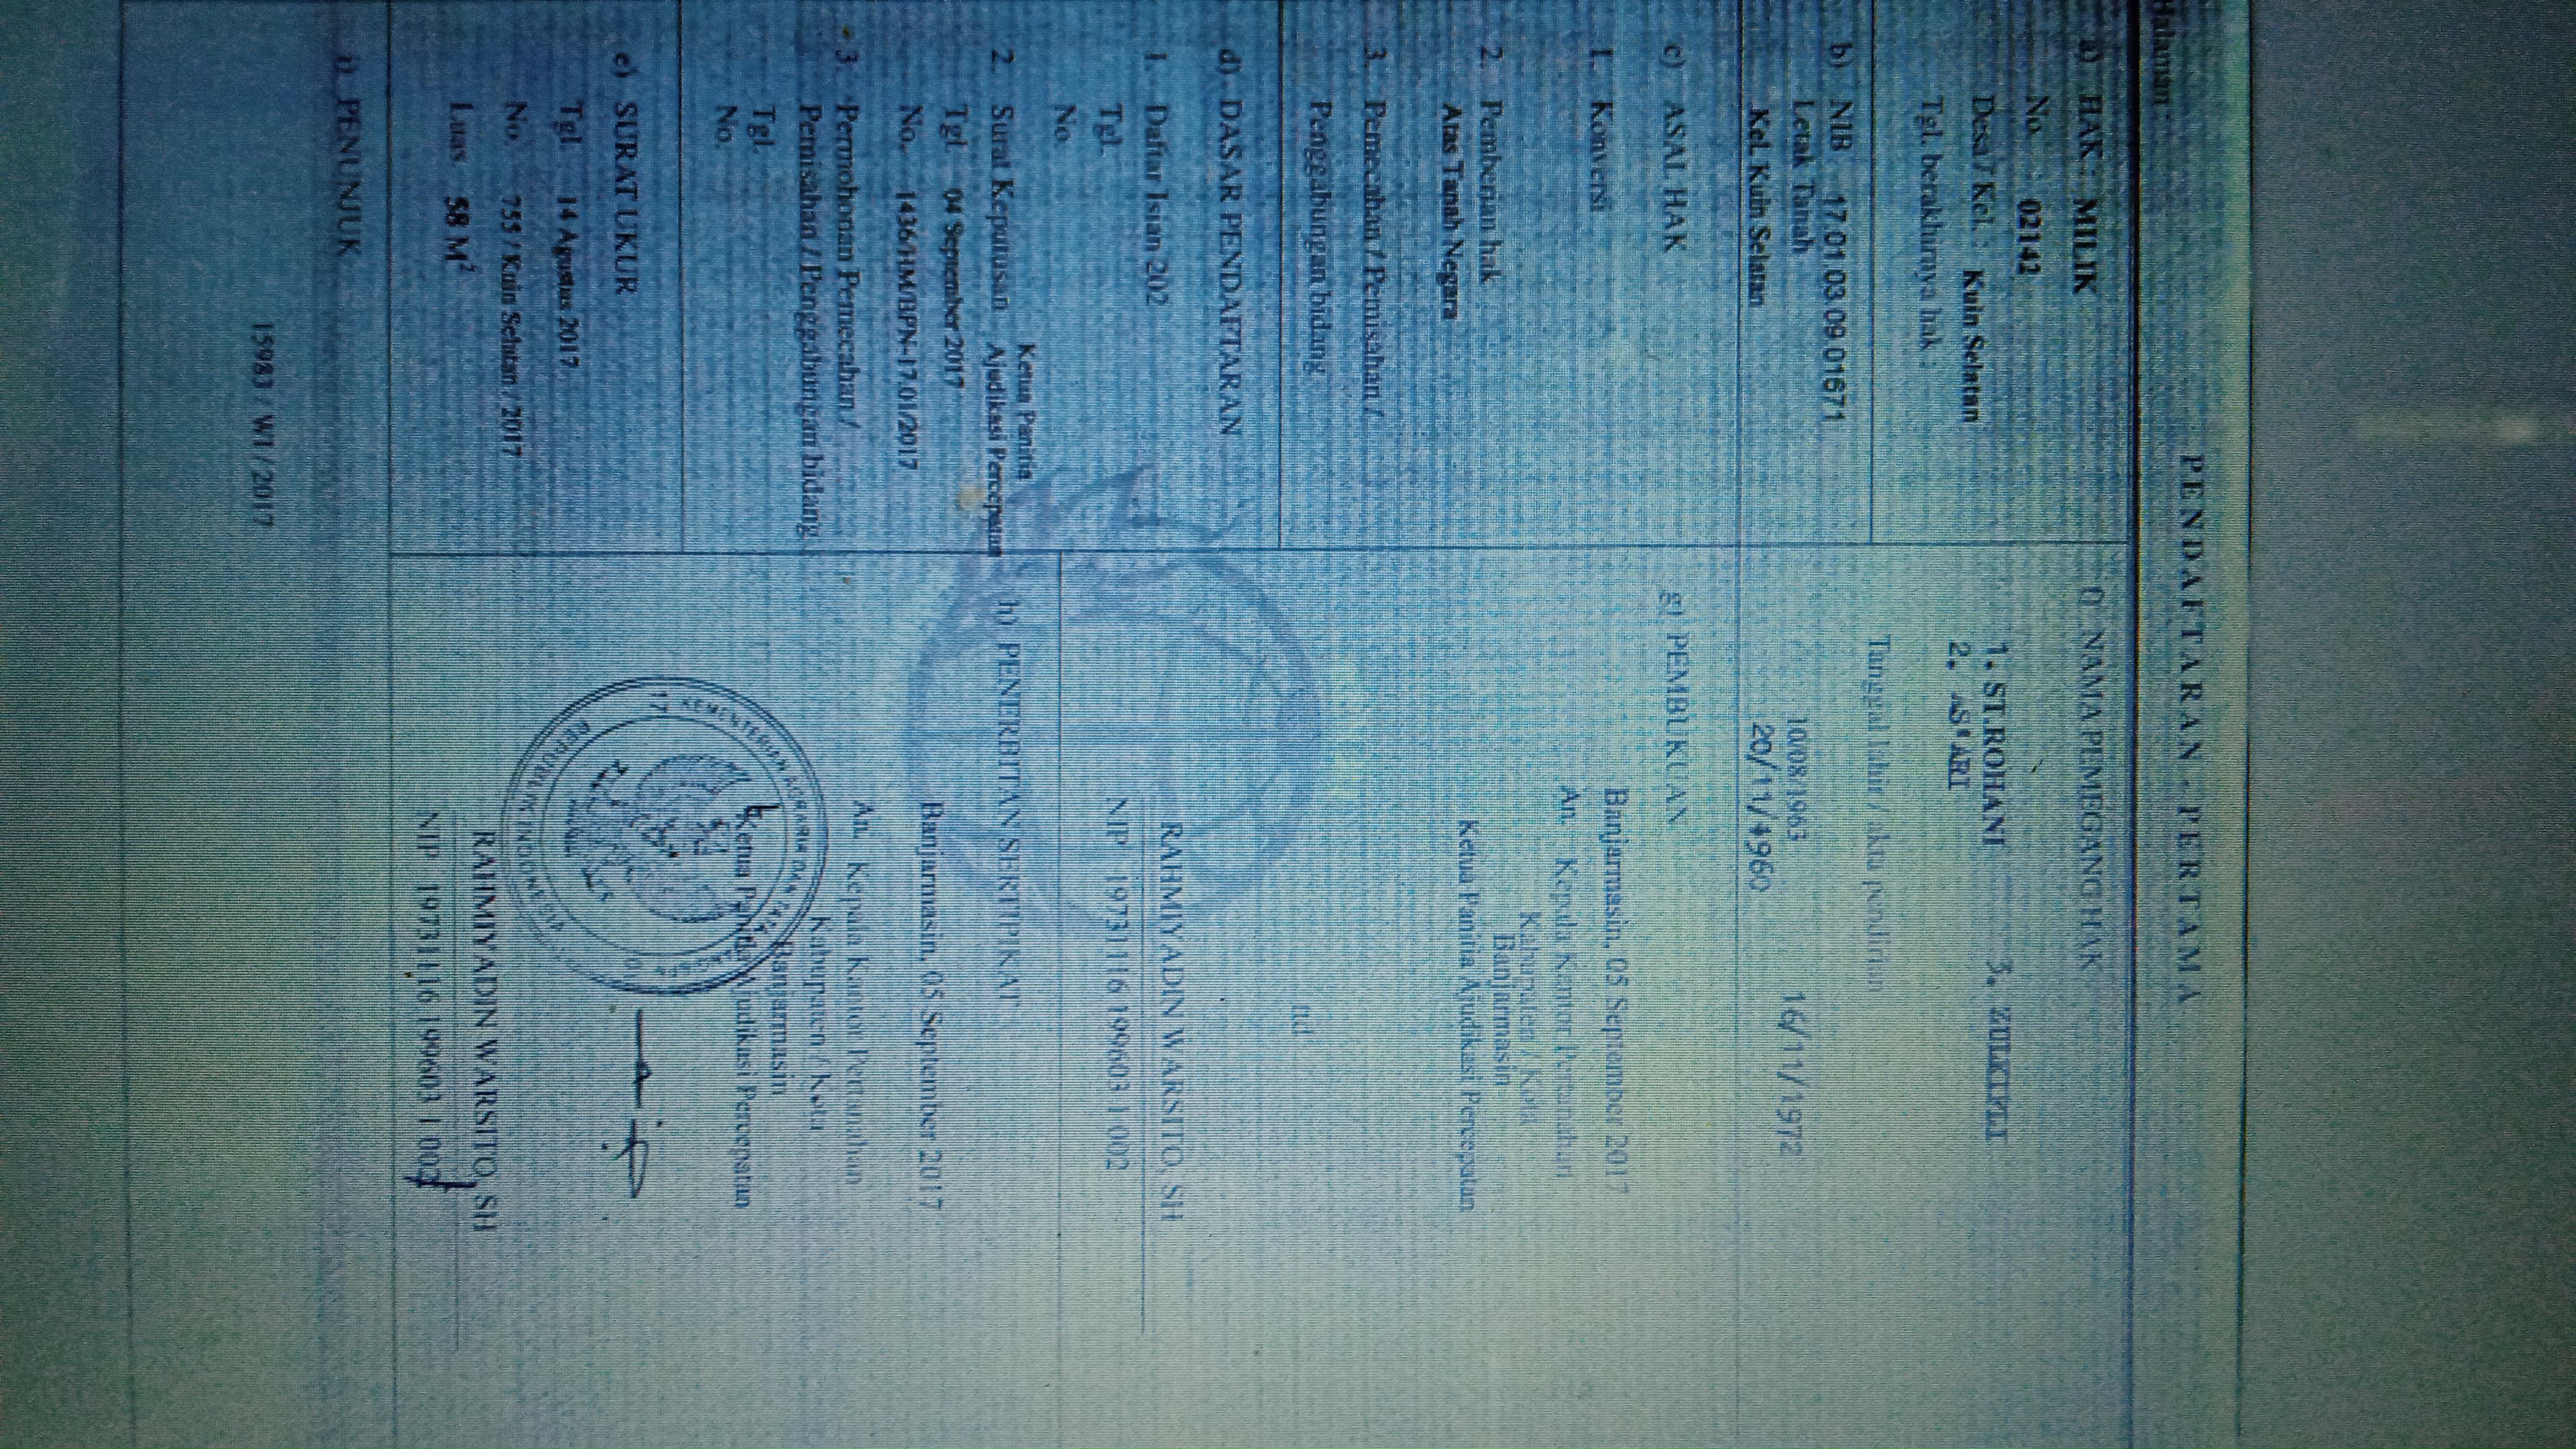 Halaman :
PENDAFTARAN - PERTAMA
a) HAK : MILIK
No. : 02142
Desa / Kel. : Kuin Selatan
Tgl. berakhirnya hak :
b) NIB 17 01 03 09 01671
Letak Tanah
Kel. Kuin Selatan
c) ASAL HAK
1. Konversi
2. Pemberian hak
Atas Tanah Negara
3. Pemecahan / Pemisahan /
Penggabungan bidang
d) DASAR PENDAFTARAN
1. Daftar Isian 202
Tgl.
No.
Ketua Panitia
2 Surat Keputusan Ajudikasi Percepatan
Tgl. 04 September 2017
No. 1436/HM/BPN-17.01/2017
3. Permohonan Pemecahan /
Pemisahan / Penggabungan bidang
Tgl.
No.
e) SURAT UKUR
Tgl 14 Agustus 2017
No. 755 / Kuin Selatan / 2017
Luas 58 M²
f) NAMA PEMEGANG HAK
1. ST.ROHANI 3. ZULKIFLI
2. AS'ARI
Tanggal lahir / akta pendirian
10/08/1963 16/11/1972
20/11/1960
g) PEMBUKUAN
Banjarmasin, 05 September 2017
An. Kepala Kantor Pertanahan
Kabupaten / Kota
Banjarmasin
Ketua Panitia Ajudikasi Percepatan
ttd
RAHMIYADIN WARSITO, SH
NIP 19731116 199603 1 002
h) PENERBITAN SERTIPIKAT
Banjarmasin, 05 September 2017
An. Kepala Kantor Pertanahan
Kabupaten / Kota
Banjarmasin
Ketua Panitia Ajudikasi Percepatan
KEMENTERIAN AGRARIA DAN TATA
REPUBLIK INDONESIA
RAHMIYADIN WARSITO, SH
NIP 19731116 199603 1 002
i) PENUNJUK
15983 / WI / 2017